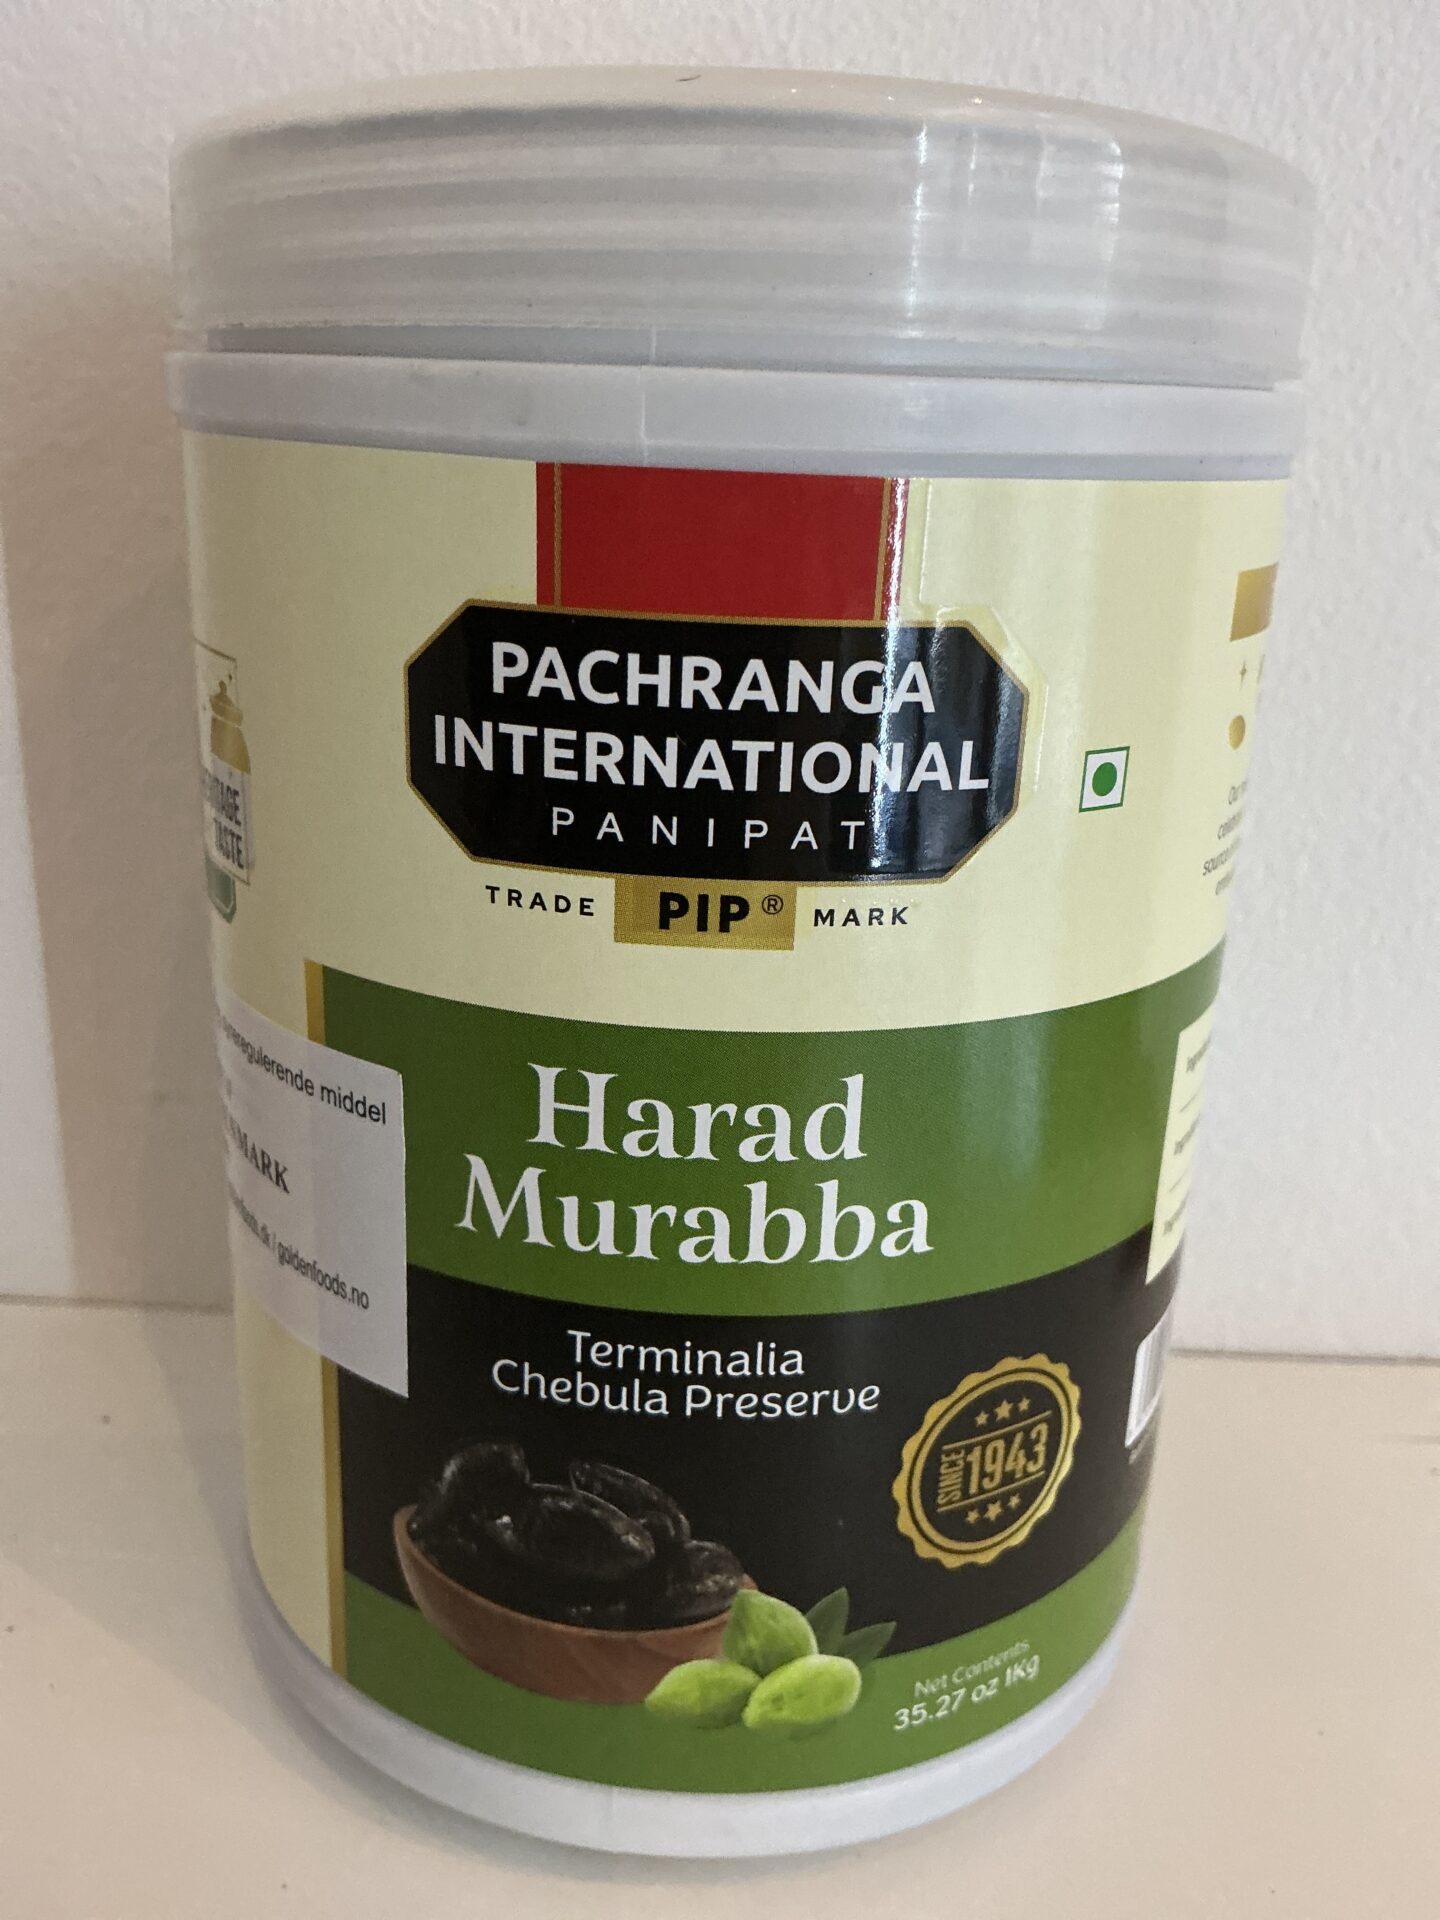 PACHRANGA
INTERNATIONAL
PANIPAT
TRADE PIP® MARK
TASTE
middel
MARK
/ goldenfoods.no
Harad
Murabba
Terminalia
Chebula Preserve
SINCE 1943
Net Contents
35.27 oz 1Kg